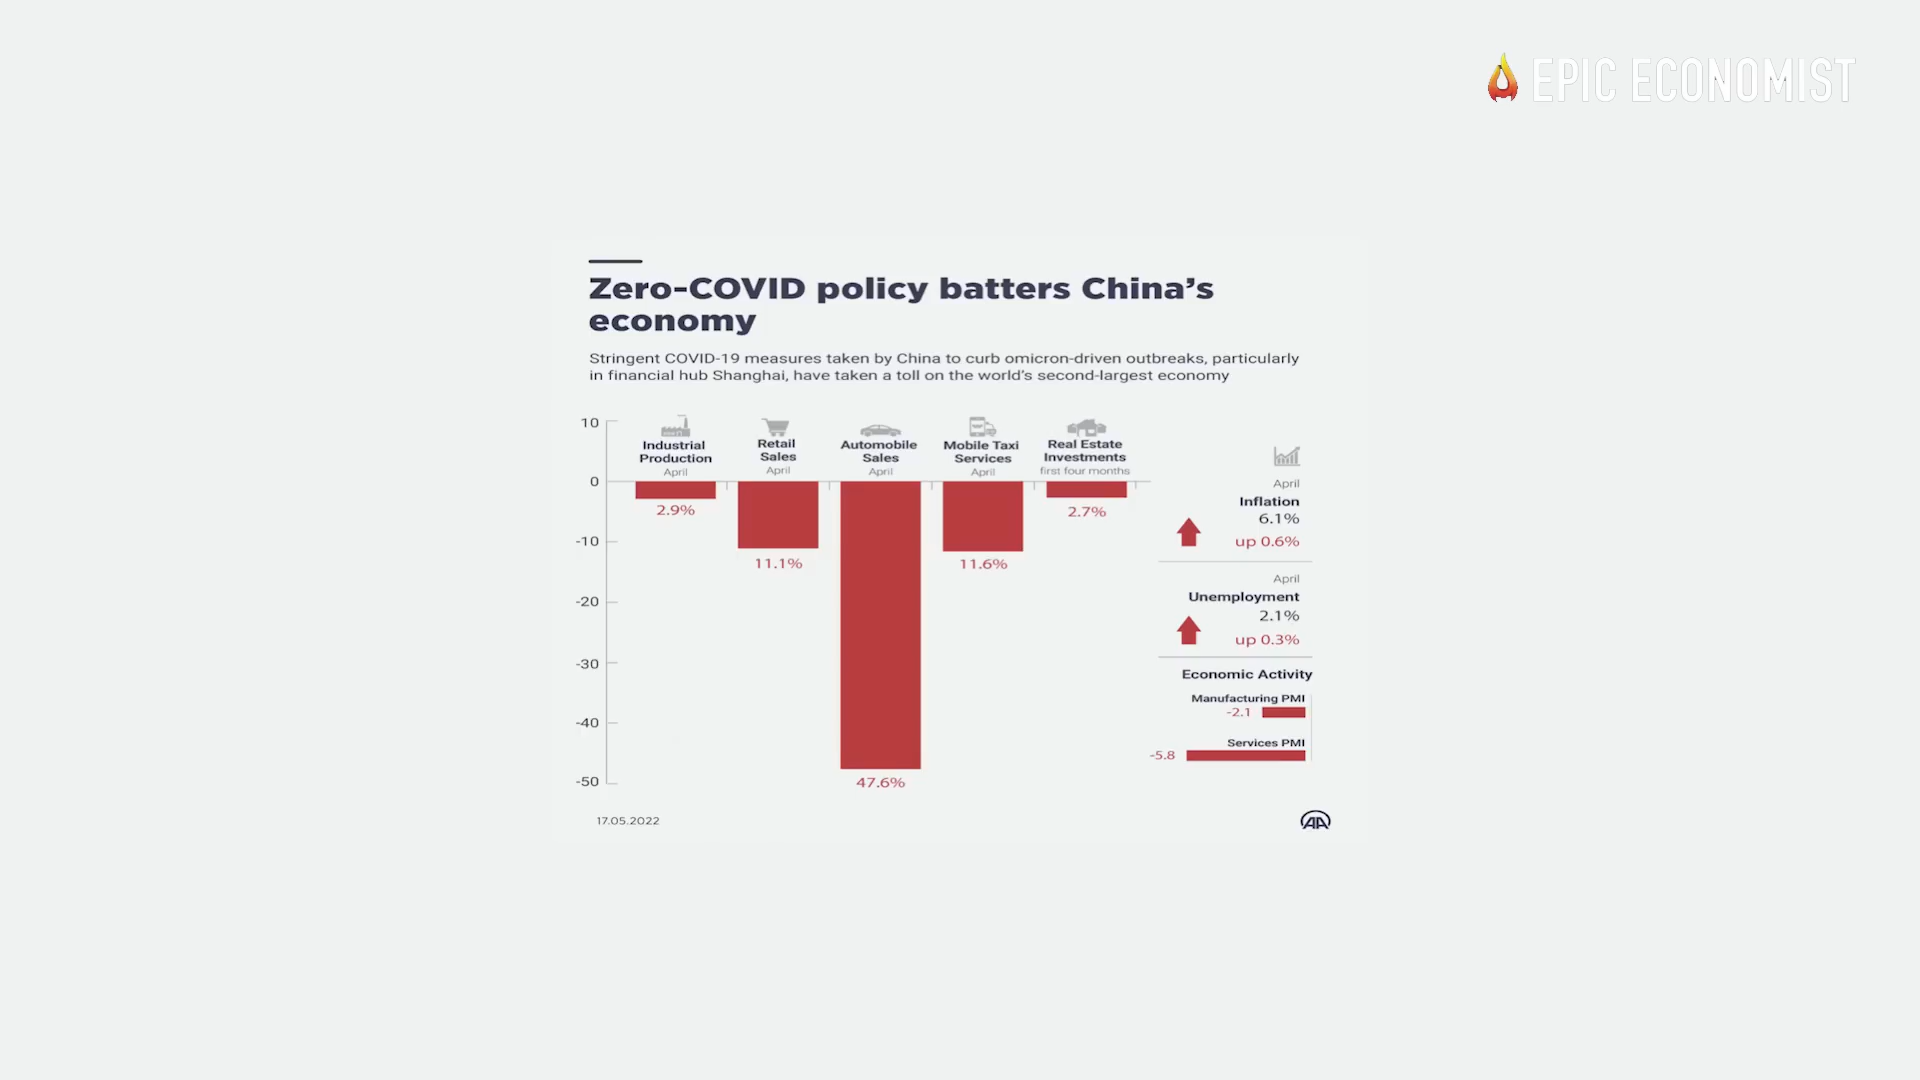 EPIC ECONOMIST
Zero-COVID policy batters China's
economy
Stringent COVID-19 measures taken by China to curb omicron-driven outbreaks, particularly
in financial hub Shanghai, have taken a toll on the world's second-largest economy
10
0
-10
-20
-30
-40
-50
Industrial
Production
April
2.9%
Retail
Sales
April
11.1%
Automobile
Sales
April
47.6%
Mobile Taxi
Services
April
11.6%
Real Estate
Investments
first four months
2.7%
April
Inflation
6.1%
up 0.6%
April
Unemployment
2.1%
up 0.3%
Economic Activity
Manufacturing PMI
-2.1
Services PMI
-5.8
17.05.2022
AA